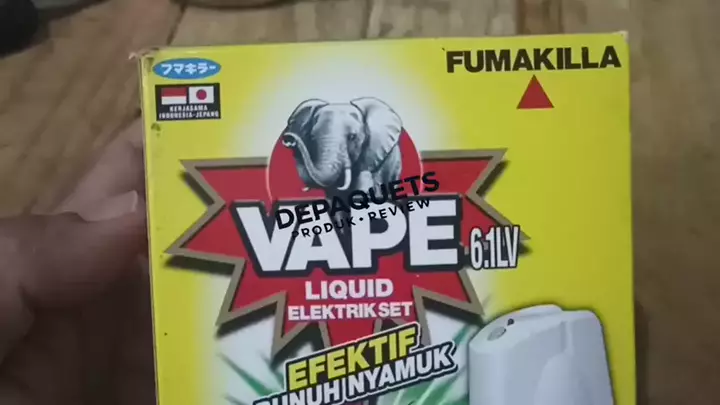 フマキラー
FUMAKILLA
KERJASAMA
INDONESIA-JEPANG
DEPAQUETS
PRODUK • REVIEW
VAPE 6.1LV
LIQUID
ELEKTRIK SET
EFEKTIF
BUNUH NYAMUK